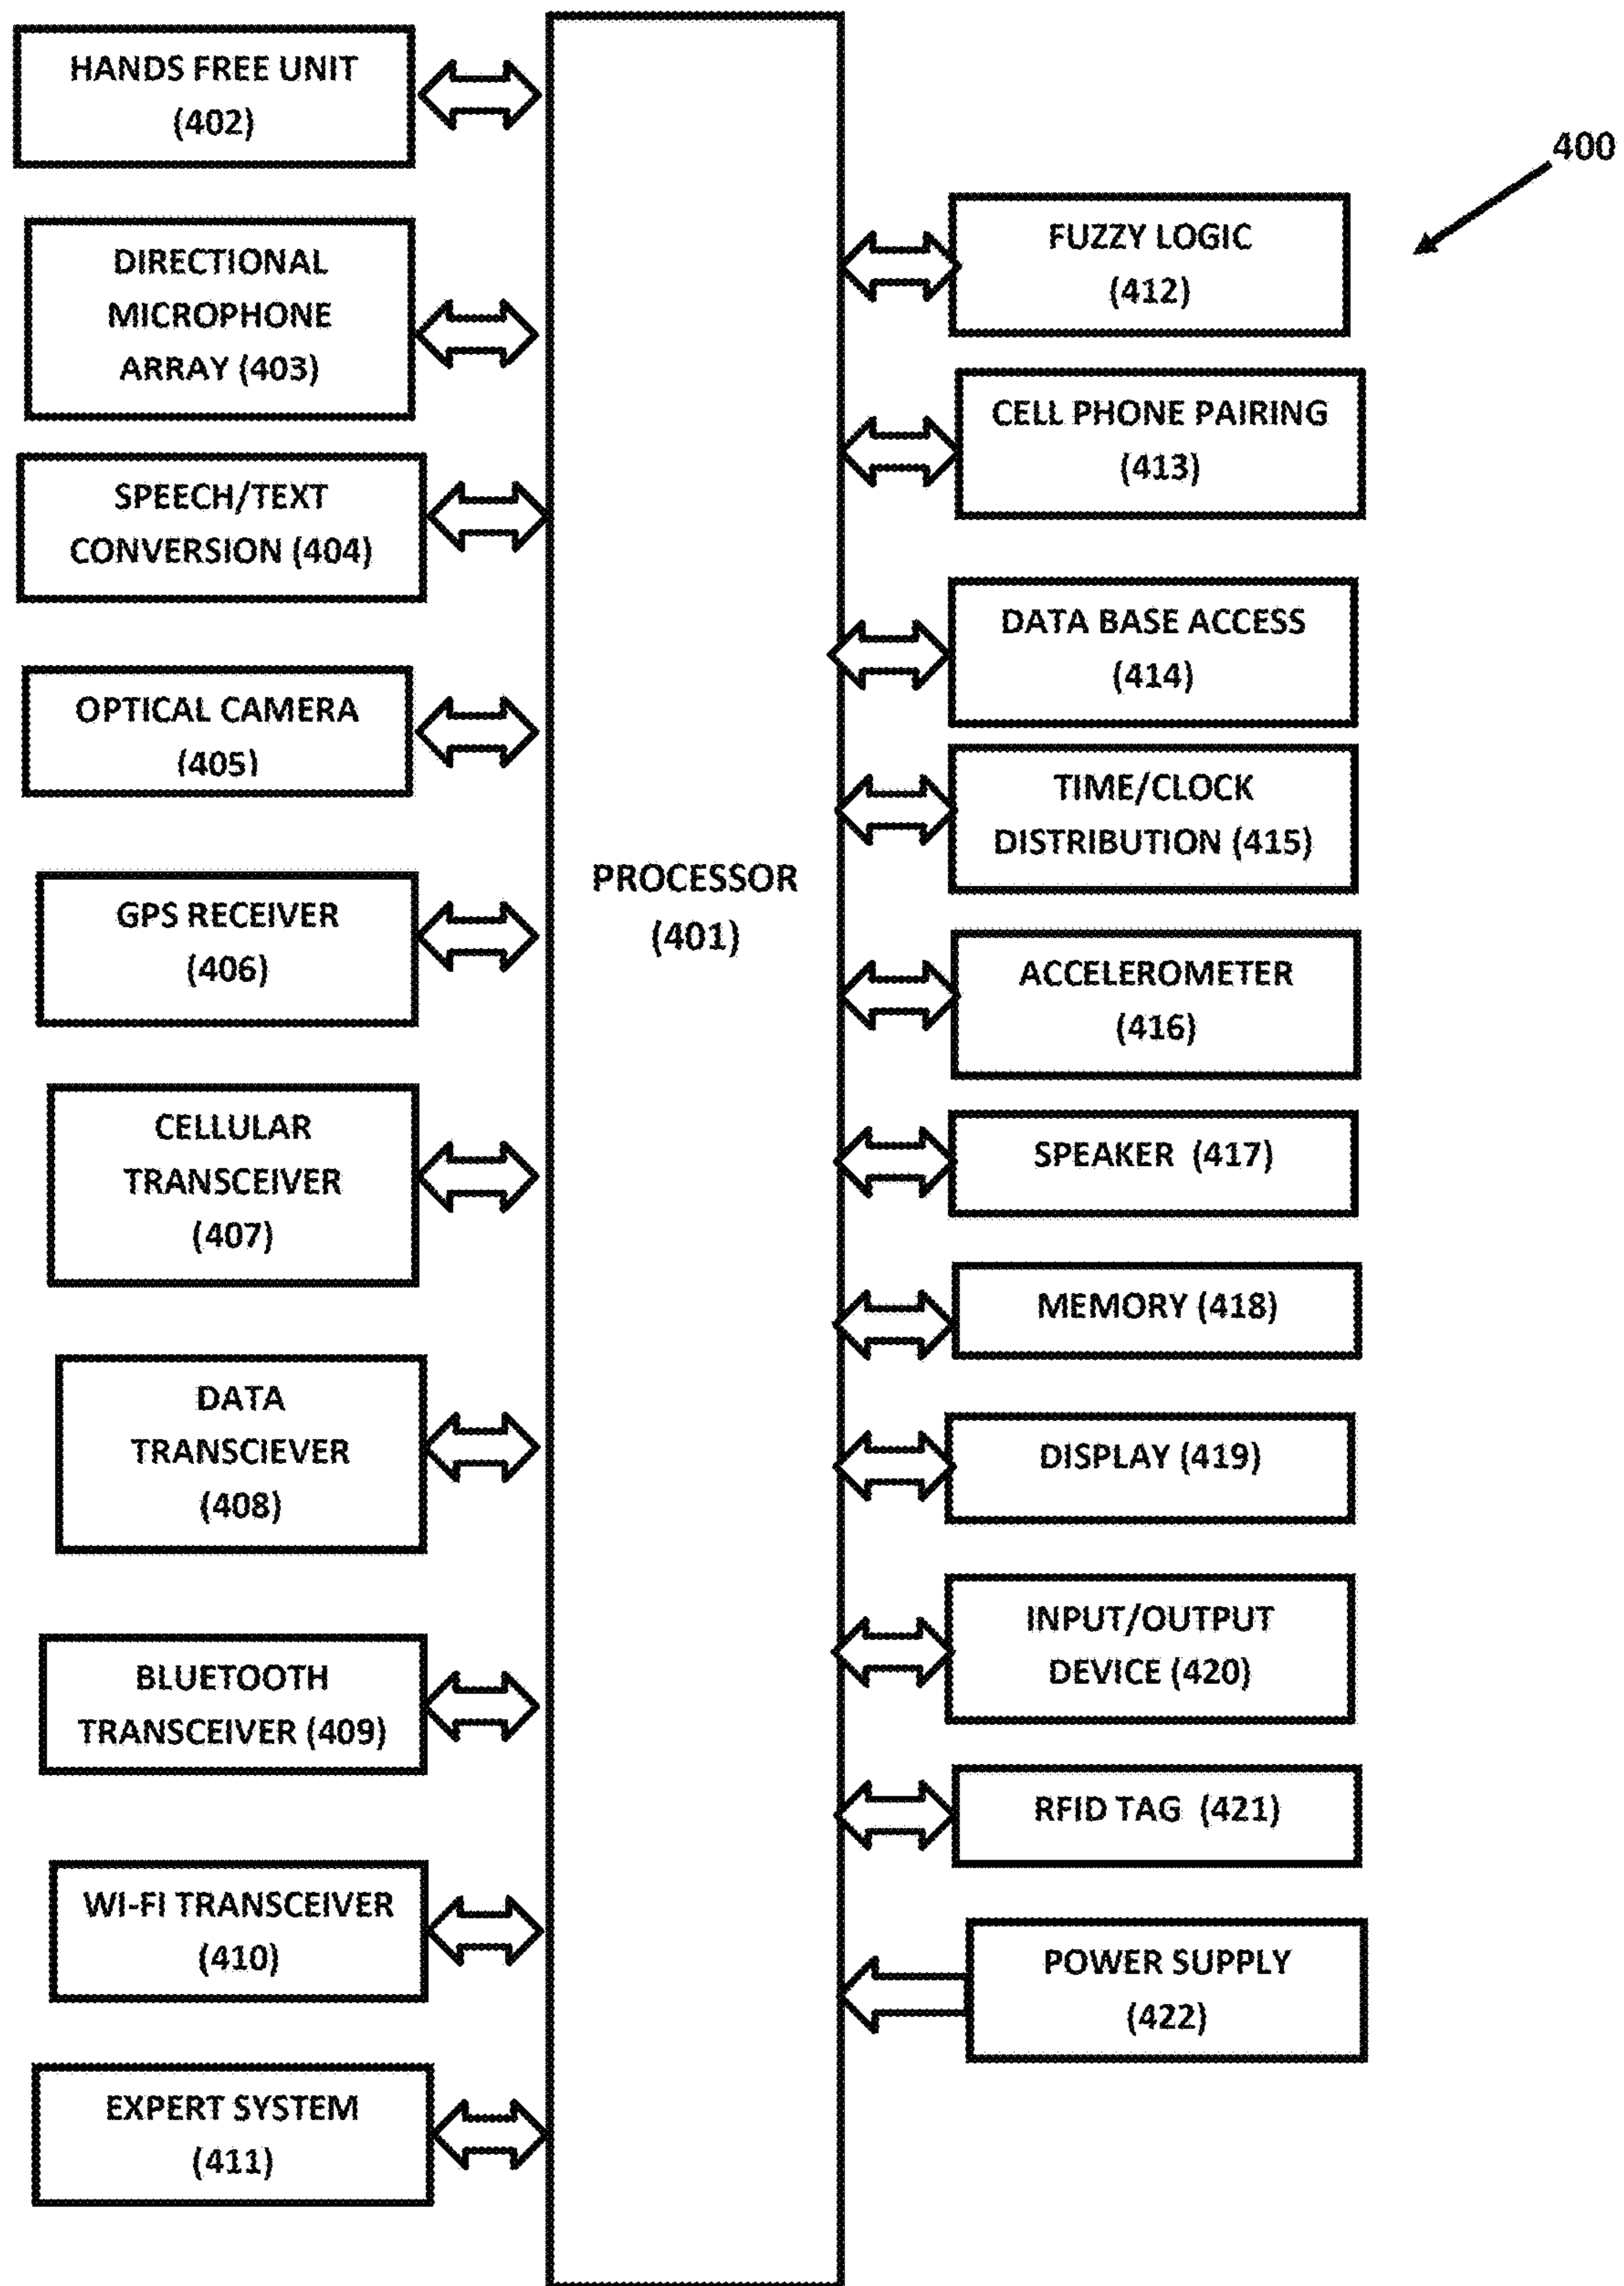 HANDS FREE UNIT
(402)
DIRECTIONAL
MICROPHONE
ARRAY (403)
SPEECH/TEXT
CONVERSION (404)
OPTICAL CAMERA
(405)
GPS RECEIVER
(406)
CELLULAR
TRANSCEIVER
(407)
DATA
TRANSCIEVER
(408)
BLUETOOTH
TRANSCEIVER (409)
WI-FI TRANSCEIVER
(410)
EXPERT SYSTEM
(411)
PROCESSOR
(401)
400
FUZZY LOGIC
(412)
CELL PHONE PAIRING
(413)
DATA BASE ACCESS
(414)
TIME/CLOCK
DISTRIBUTION (415)
ACCELEROMETER
(416)
SPEAKER (417)
MEMORY (418)
DISPLAY (419)
INPUT/OUTPUT
DEVICE (420)
RFID TAG (421)
POWER SUPPLY
(422)